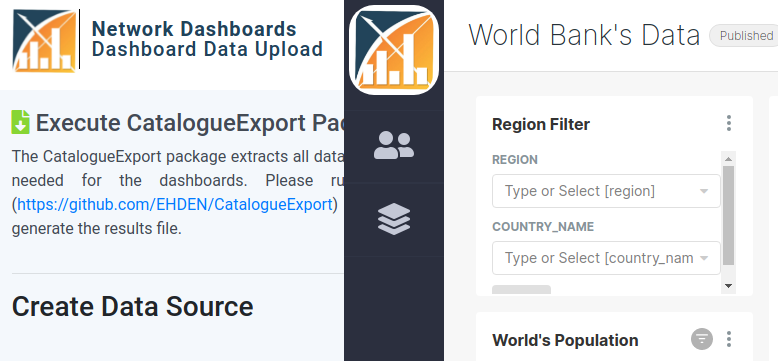 Network Dashboards
Dashboard Data Upload
Execute CatalogueExport Pac
The CatalogueExport package extracts all data
needed for the dashboards. Please ru
(https://github.com/EHDEN/CatalogueExport)
generate the results file.
Create Data Source
World Bank's Data
Published
Region Filter
REGION
Type or Select [region]
COUNTRY_NAME
Type or Select [country_nam
World's Population